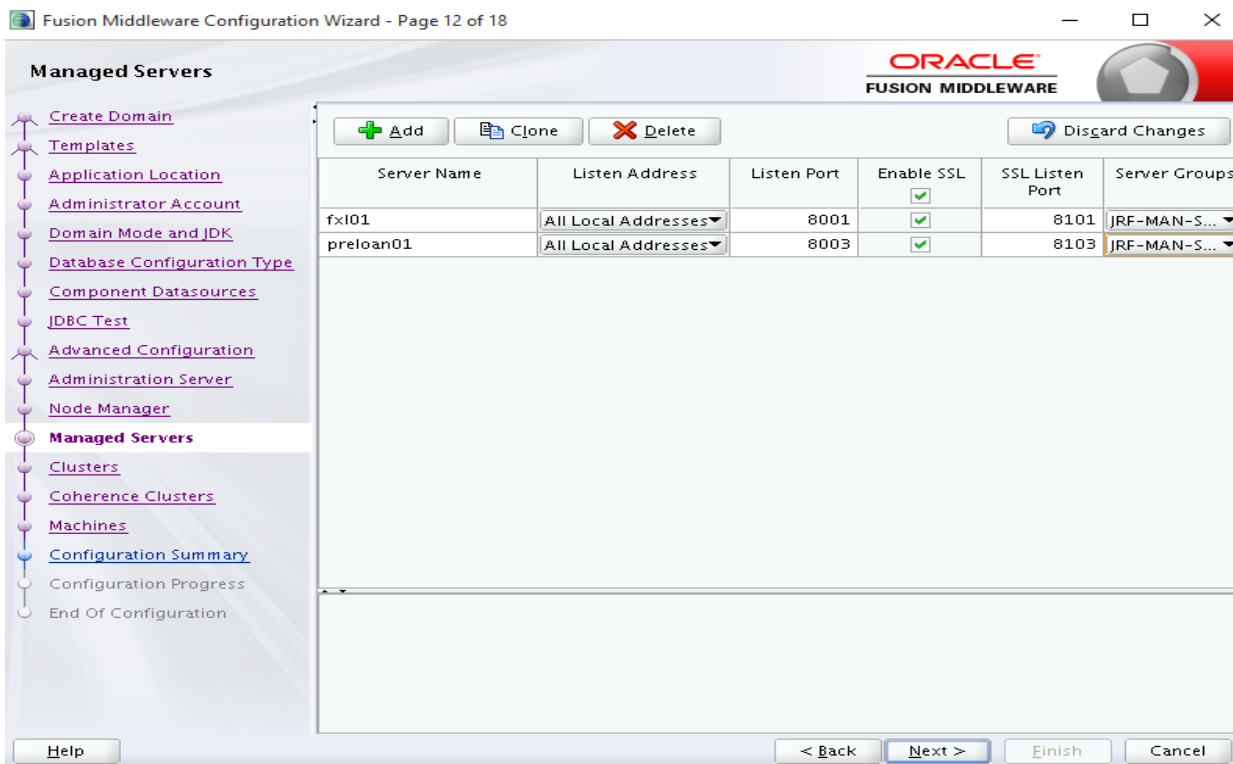 Fusion Middleware Configuration Wizard - Page 12 of 18
Managed Servers
ORACLE
FUSION MIDDLEWARE
Create Domain
Templates
Application Location
Administrator Account
Domain Mode and JDK
Database Configuration Type
Component Datasources
JDBC Test
Advanced Configuration
Administration Server
Node Manager
Managed Servers
Clusters
Coherence Clusters
Machines
Configuration Summary
Configuration Progress
End Of Configuration
Add Clone Delete Discard Changes
Server Name Listen Address Listen Port Enable SSL SSL Listen Port Server Groups
fxl01 All Local Addresses 8001 8101 JRF-MAN-S...
preloan01 All Local Addresses 8003 8103 JRF-MAN-S...
Help < Back Next > Finish Cancel